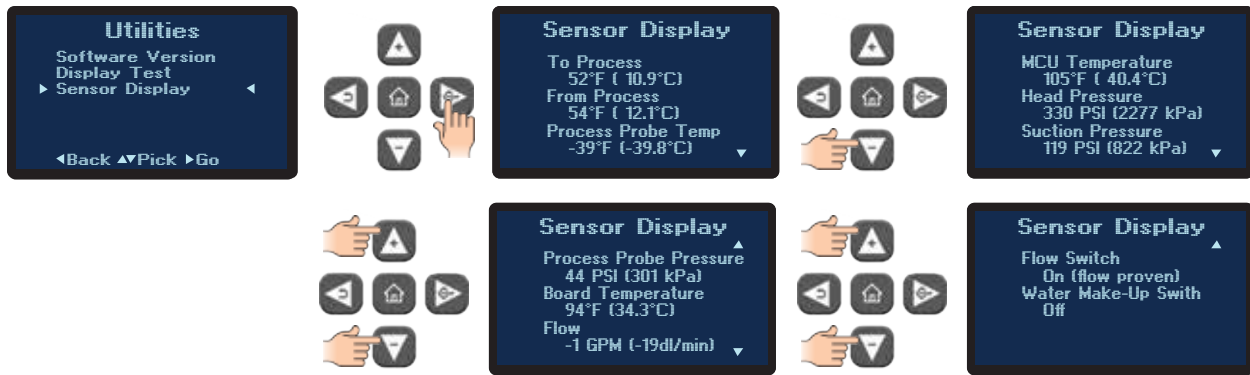 Utilities
Software Version
Display Test
▶ Sensor Display ◀
◀Back ▲▼Pick ▶Go
Sensor Display
To Process
52°F ( 10.9°C)
From Process
54°F ( 12.1°C)
Process Probe Temp
-39°F (-39.8°C)
Sensor Display
MCU Temperature
105°F ( 40.4°C)
Head Pressure
330 PSI (2277 kPa)
Suction Pressure
119 PSI (822 kPa)
Sensor Display
Process Probe Pressure
44 PSI (301 kPa)
Board Temperature
94°F (34.3°C)
Flow
-1 GPM (-19dl/min)
Sensor Display
Flow Switch
On (flow proven)
Water Make-Up Swith
Off